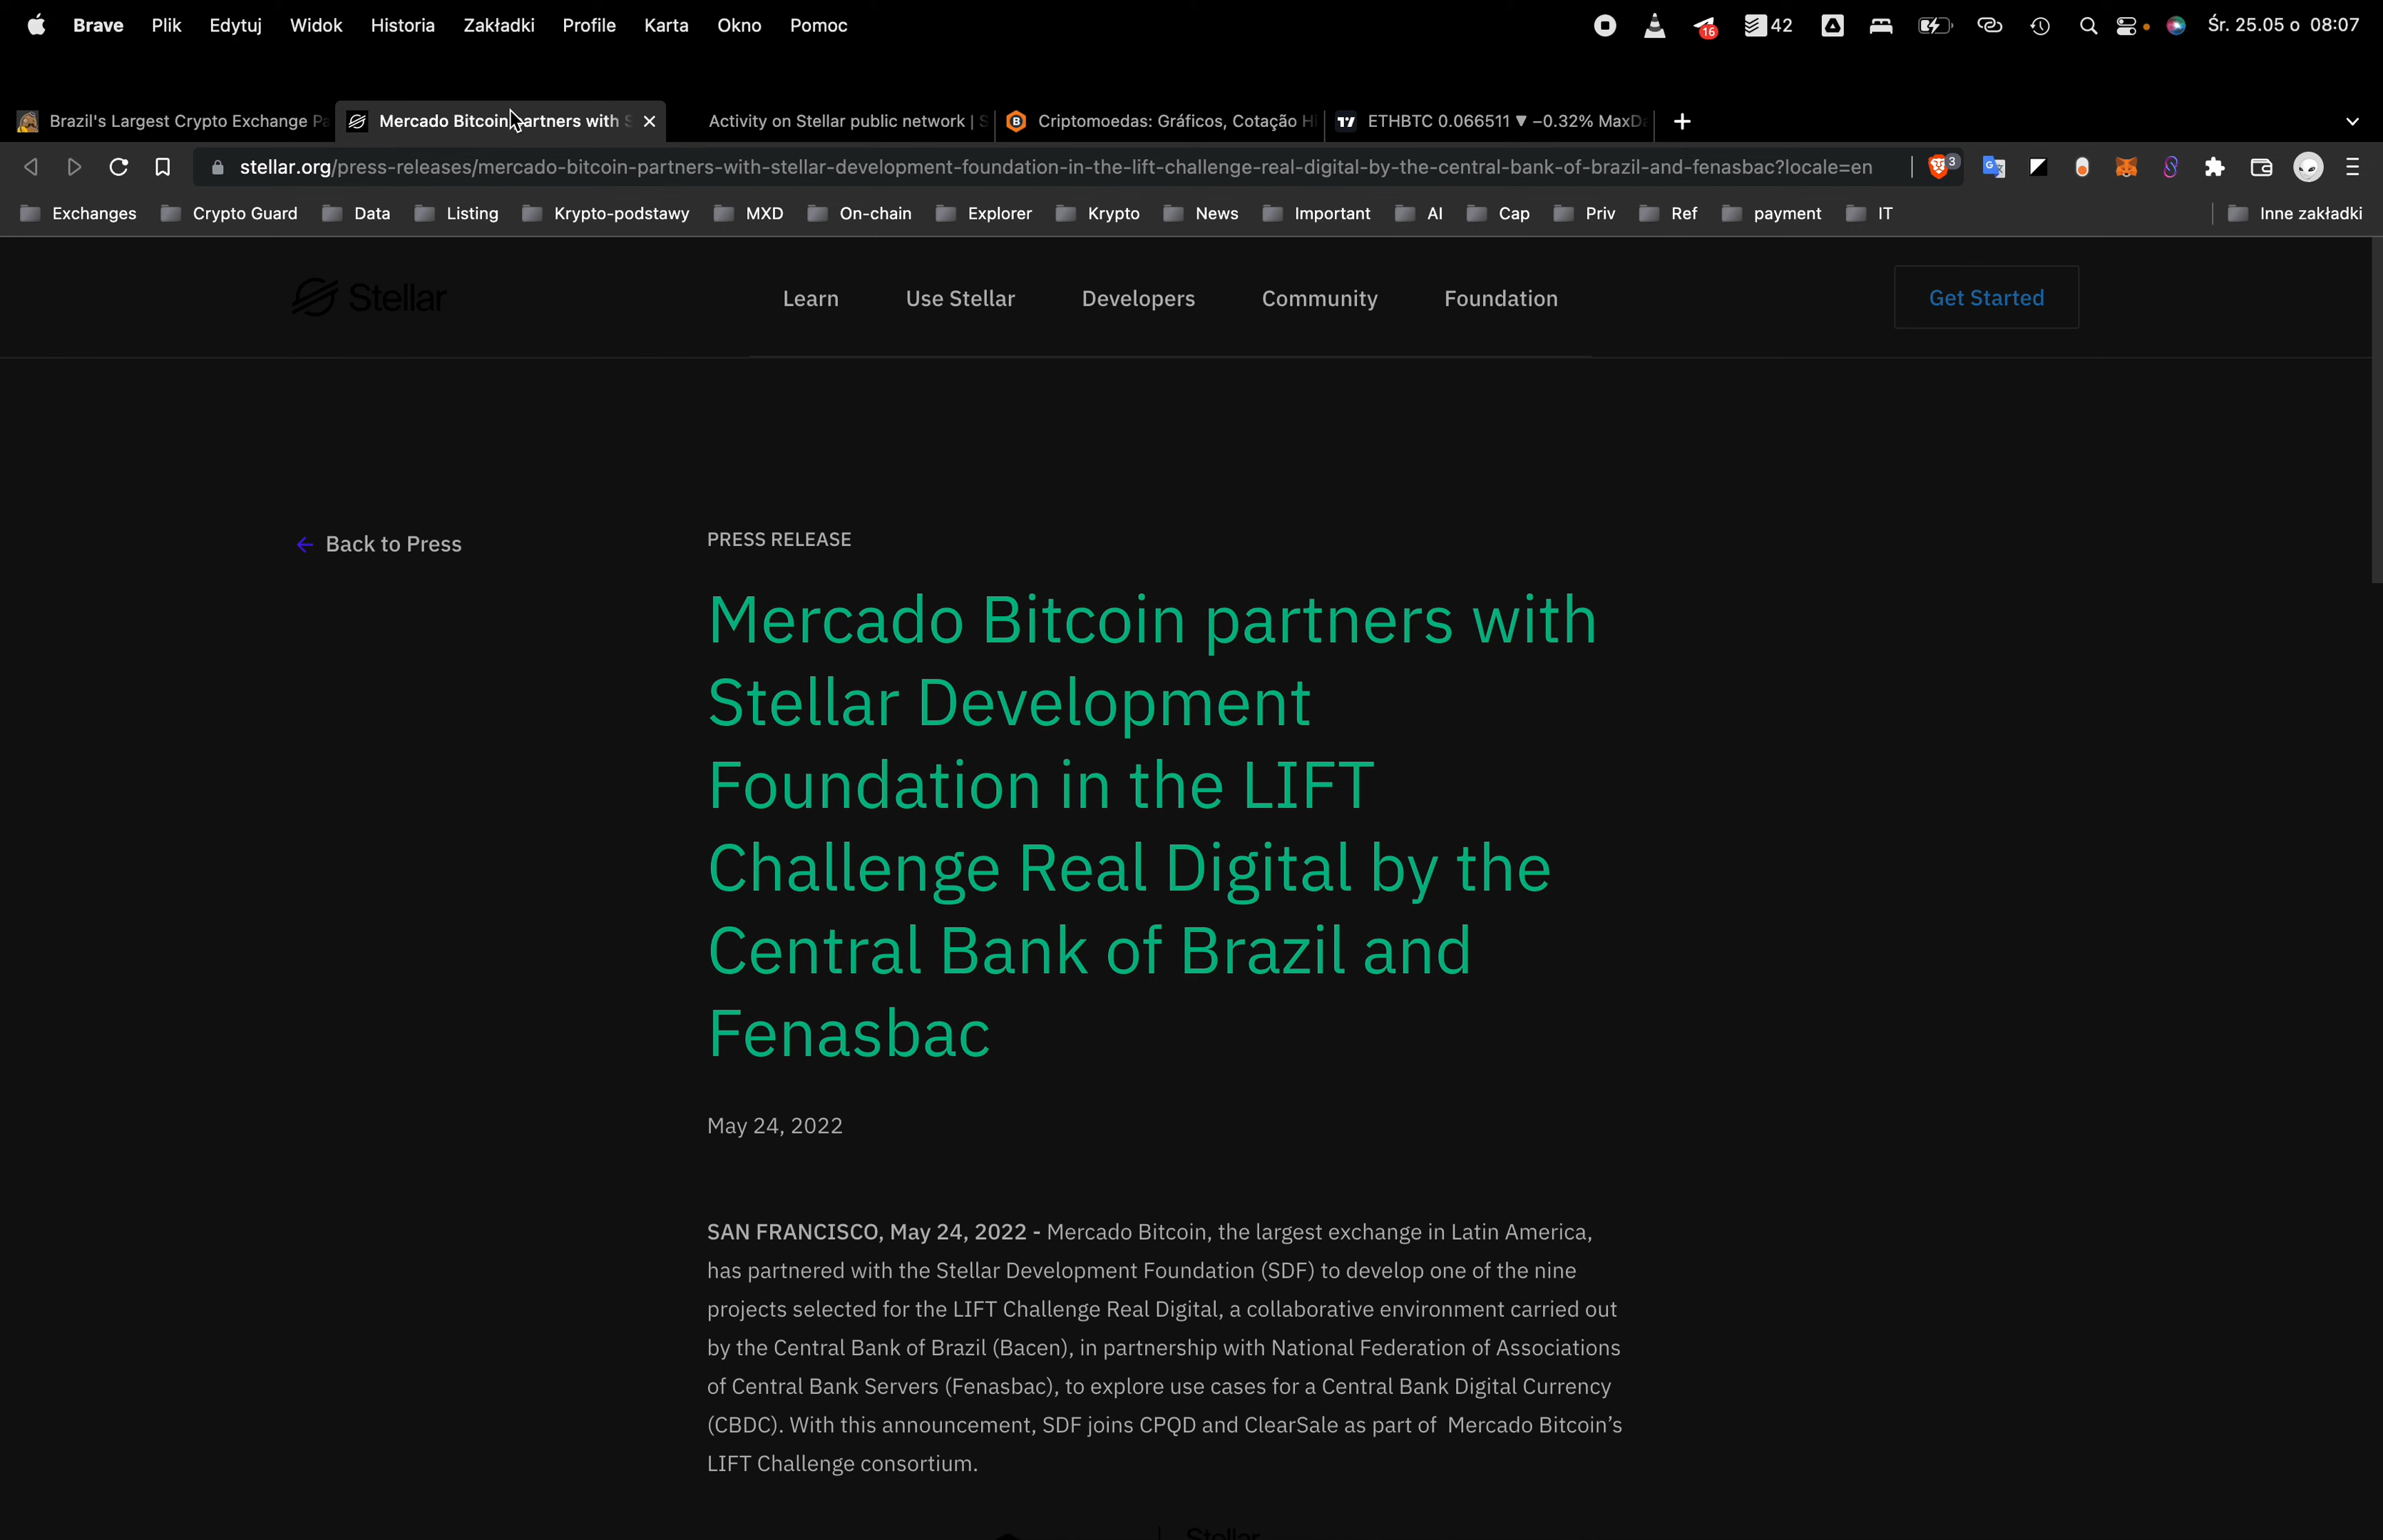 Brave Plik Edytuj Widok Historia Zakładki Profile Karta Okno Pomoc 16 42 Śr. 25.05 o 08:07
Brazil's Largest Crypto Exchange Pa Mercado Bitcoin partners with S Activity on Stellar public network | S Criptomoedas: Gráficos, Cotação Hi ETHBTC 0.066511 ▼ −0.32% MaxDa
stellar.org/press-releases/mercado-bitcoin-partners-with-stellar-development-foundation-in-the-lift-challenge-real-digital-by-the-central-bank-of-brazil-and-fenasbac?locale=en 3
Exchanges Crypto Guard Data Listing Krypto-podstawy MXD On-chain Explorer Krypto News Important AI Cap Priv Ref payment IT Inne zakładki
Stellar Learn Use Stellar Developers Community Foundation Get Started
← Back to Press
PRESS RELEASE
Mercado Bitcoin partners with
Stellar Development
Foundation in the LIFT
Challenge Real Digital by the
Central Bank of Brazil and
Fenasbac
May 24, 2022
SAN FRANCISCO, May 24, 2022 - Mercado Bitcoin, the largest exchange in Latin America,
has partnered with the Stellar Development Foundation (SDF) to develop one of the nine
projects selected for the LIFT Challenge Real Digital, a collaborative environment carried out
by the Central Bank of Brazil (Bacen), in partnership with National Federation of Associations
of Central Bank Servers (Fenasbac), to explore use cases for a Central Bank Digital Currency
(CBDC). With this announcement, SDF joins CPQD and ClearSale as part of Mercado Bitcoin's
LIFT Challenge consortium.
Stellar